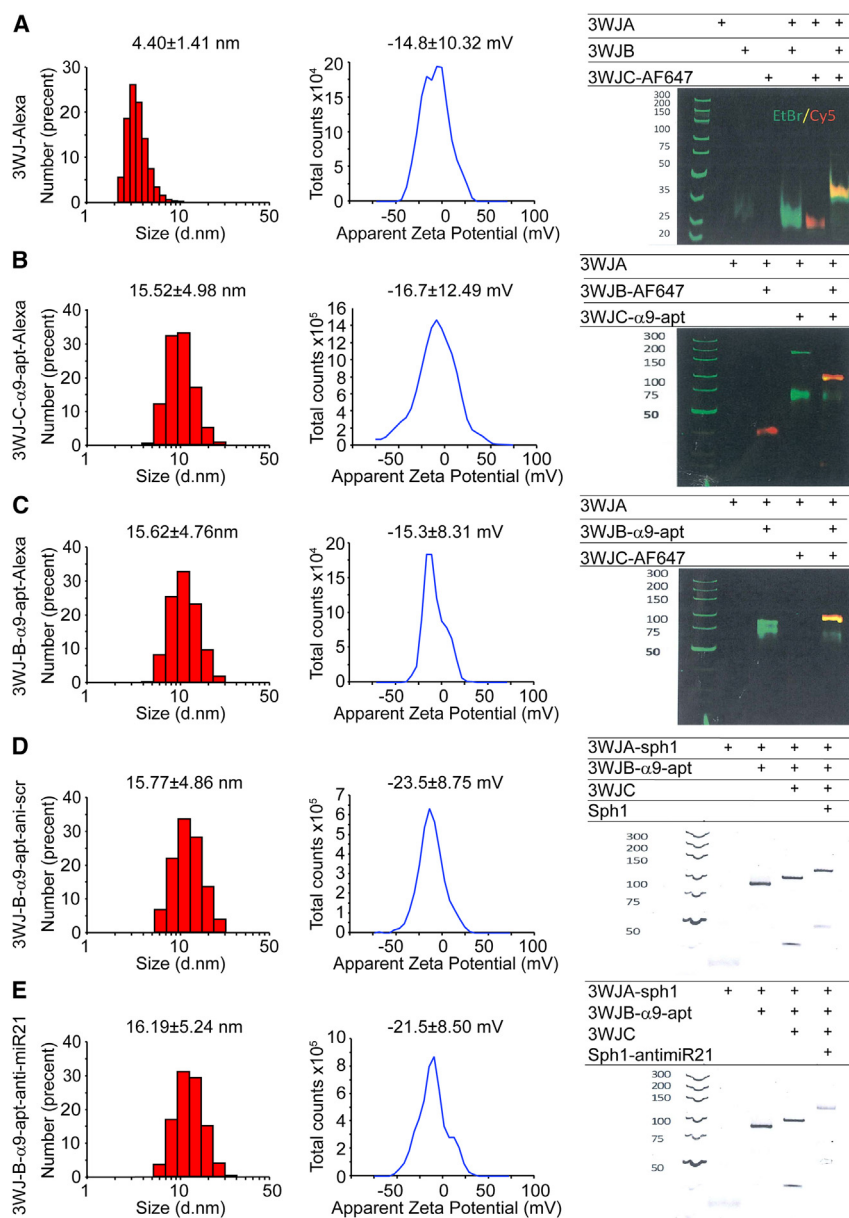 A
4.40±1.41 nm
-14.8±10.32 mV
3WJ-Alexa
Number (precent)
30
20
10
0
1
10
50
Size (d.nm)
Total counts x10⁴
20
15
10
5
0
-50
0
50
100
Apparent Zeta Potential (mV)
3WJA + + + +
3WJB + + +
3WJC-AF647 + + +
300
200
150
100
75
50
35
25
20
EtBr/Cy5
B
15.52±4.98 nm
-16.7±12.49 mV
3WJ-C-α9-apt-Alexa
Number (precent)
40
30
20
10
0
1
10
50
Size (d.nm)
Total counts x10⁵
16
14
12
10
8
6
4
2
0
-50
0
50
100
Apparent Zeta Potential (mV)
3WJA + + + +
3WJB-AF647 + +
3WJC-α9-apt + +
300
200
150
100
75
50
C
15.62±4.76nm
-15.3±8.31 mV
3WJ-B-α9-apt-Alexa
Number (precent)
40
30
20
10
0
1
10
50
Size (d.nm)
Total counts x10⁴
20
15
10
5
0
-50
0
50
100
Apparent Zeta Potential (mV)
3WJA + + + +
3WJB-α9-apt + +
3WJC-AF647 + +
300
200
150
100
75
50
D
15.77±4.86 nm
-23.5±8.75 mV
3WJ-B-α9-apt-ani-scr
Number (precent)
40
30
20
10
0
1
10
50
Size (d.nm)
Total counts x10⁵
7
6
5
4
3
2
1
0
-50
0
50
100
Apparent Zeta Potential (mV)
3WJA-sph1 + + + +
3WJB-α9-apt + + +
3WJC + +
Sph1 +
300
200
150
100
75
50
E
16.19±5.24 nm
-21.5±8.50 mV
3WJ-B-α9-apt-anti-miR21
Number (precent)
40
30
20
10
0
1
10
50
Size (d.nm)
Total counts x10⁵
10
8
6
4
2
0
-50
0
50
100
Apparent Zeta Potential (mV)
3WJA-sph1 + + + +
3WJB-α9-apt + + +
3WJC + +
Sph1-antimiR21 +
300
200
150
100
75
50